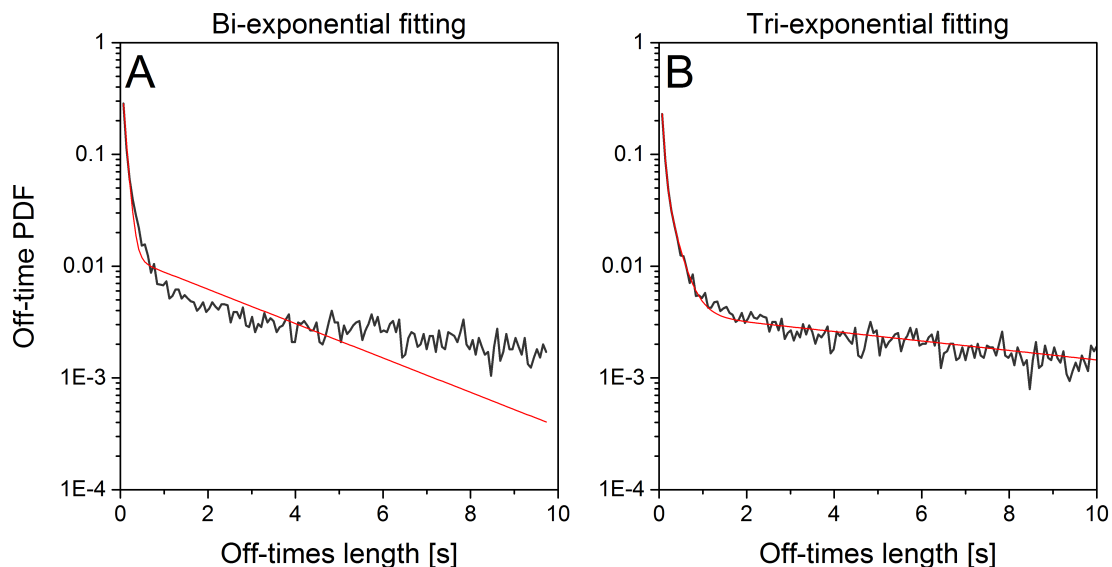 Bi-exponential fitting
Tri-exponential fitting
A
B
Off-time PDF
1
0.1
0.01
1E-3
1E-4
0 2 4 6 8 10
Off-times length [s]
1
0.1
0.01
1E-3
1E-4
0 2 4 6 8 10
Off-times length [s]